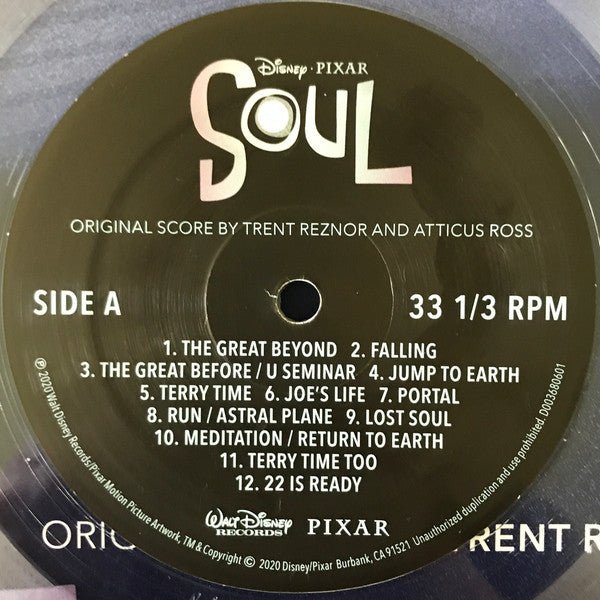 Disney · PIXAR
SOUL
ORIGINAL SCORE BY TRENT REZNOR AND ATTICUS ROSS
SIDE A
33 1/3 RPM
1. THE GREAT BEYOND 2. FALLING
3. THE GREAT BEFORE / U SEMINAR 4. JUMP TO EARTH
5. TERRY TIME 6. JOE'S LIFE 7. PORTAL
8. RUN / ASTRAL PLANE 9. LOST SOUL
10. MEDITATION / RETURN TO EARTH
11. TERRY TIME TOO
12. 22 IS READY
WALT DISNEY RECORDS PIXAR
℗ 2020 Walt Disney Records/Pixar Motion Picture Artwork, TM & Copyright © 2020 Disney/Pixar Burbank, CA 91521 Unauthorized duplication and use prohibited. D003680601
ORIG RENT R